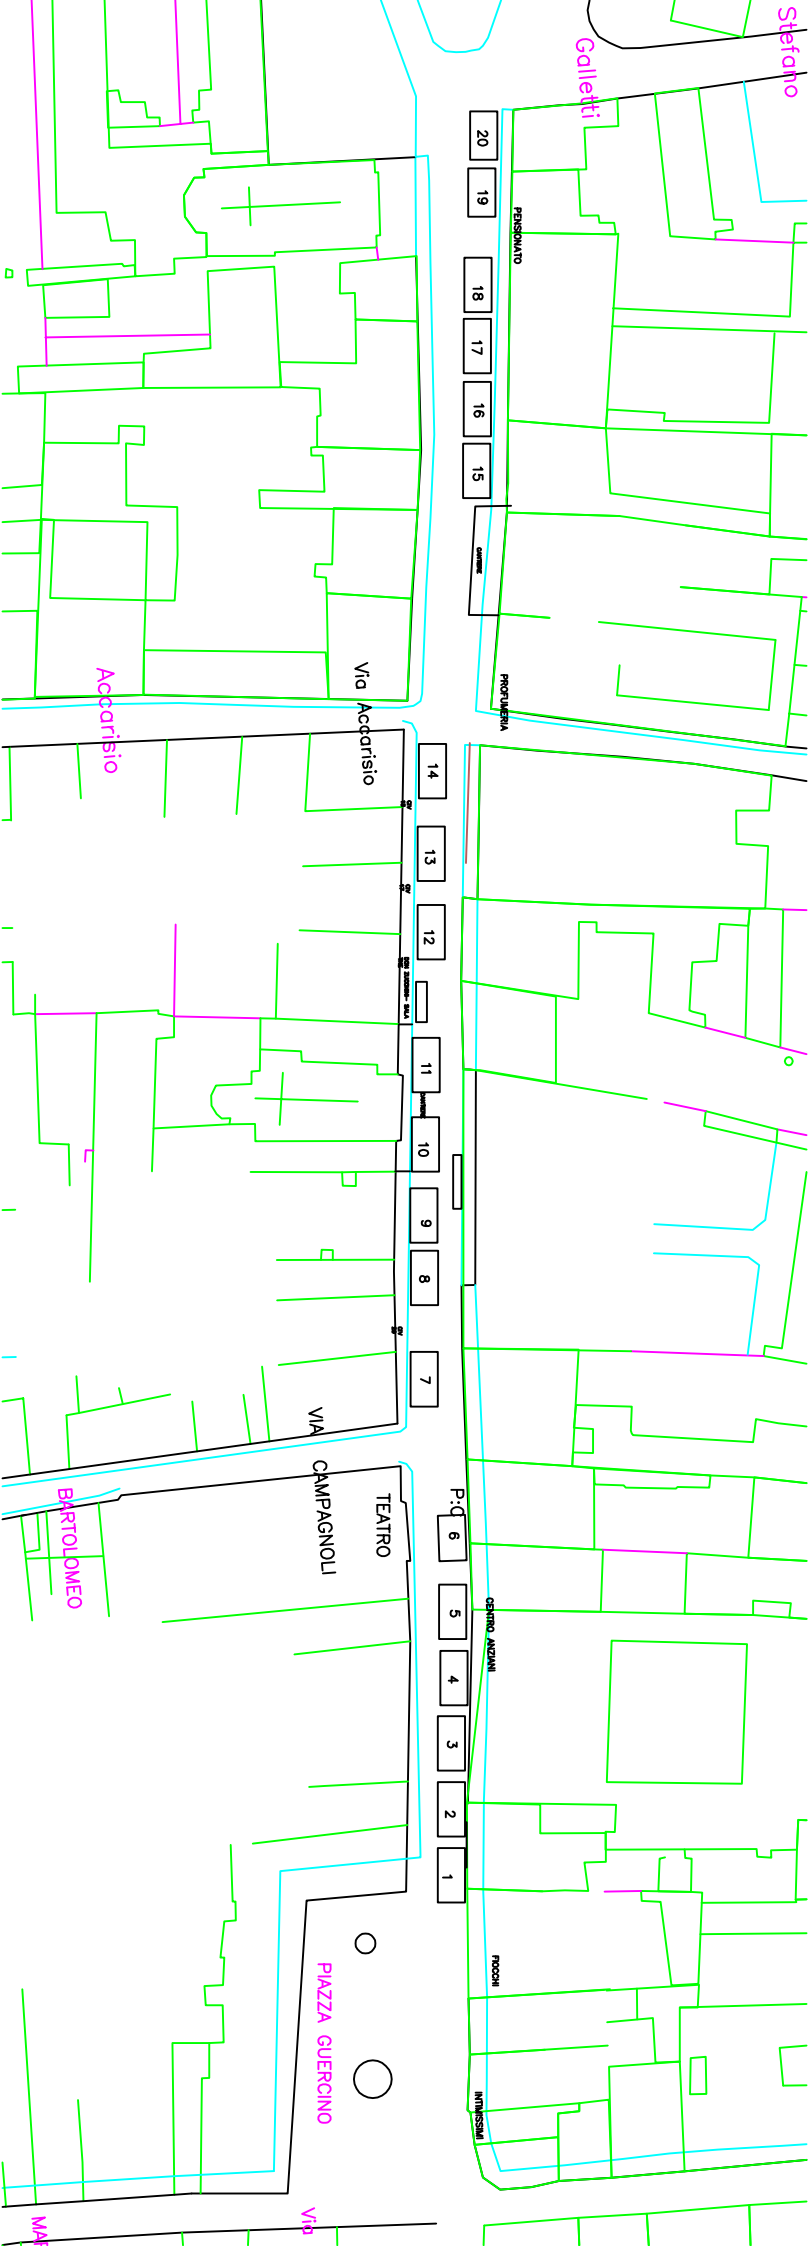 Stefano
Galletti
20
19
PENSIONATO
18
17
16
15
CANTIERE
PROFUMERIA
Accarisio
Via Accarisio
14
13
12
11
CANTIERE
10
9
8
7
VIA CAMPAGNOLI
BARTOLOMEO
TEATRO
6
5
CENTRO ANZIANI
4
3
2
1
FIOCCHI
PIAZZA GUERCINO
INTIMISSIMI
Via